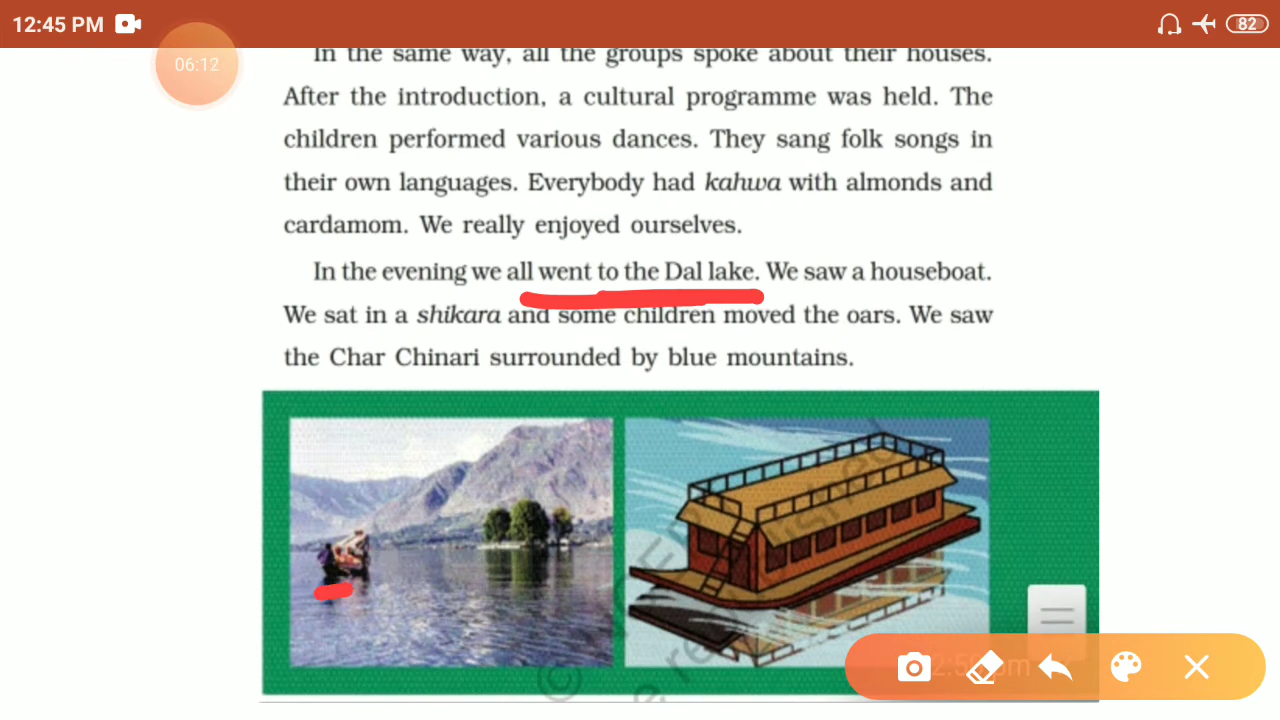 12:45 PM
82
06:12
In the same way, all the groups spoke about their houses.
After the introduction, a cultural programme was held. The
children performed various dances. They sang folk songs in
their own languages. Everybody had kahwa with almonds and
cardamom. We really enjoyed ourselves.
In the evening we all went to the Dal lake. We saw a houseboat.
We sat in a shikara and some children moved the oars. We saw
the Char Chinari surrounded by blue mountains.
©